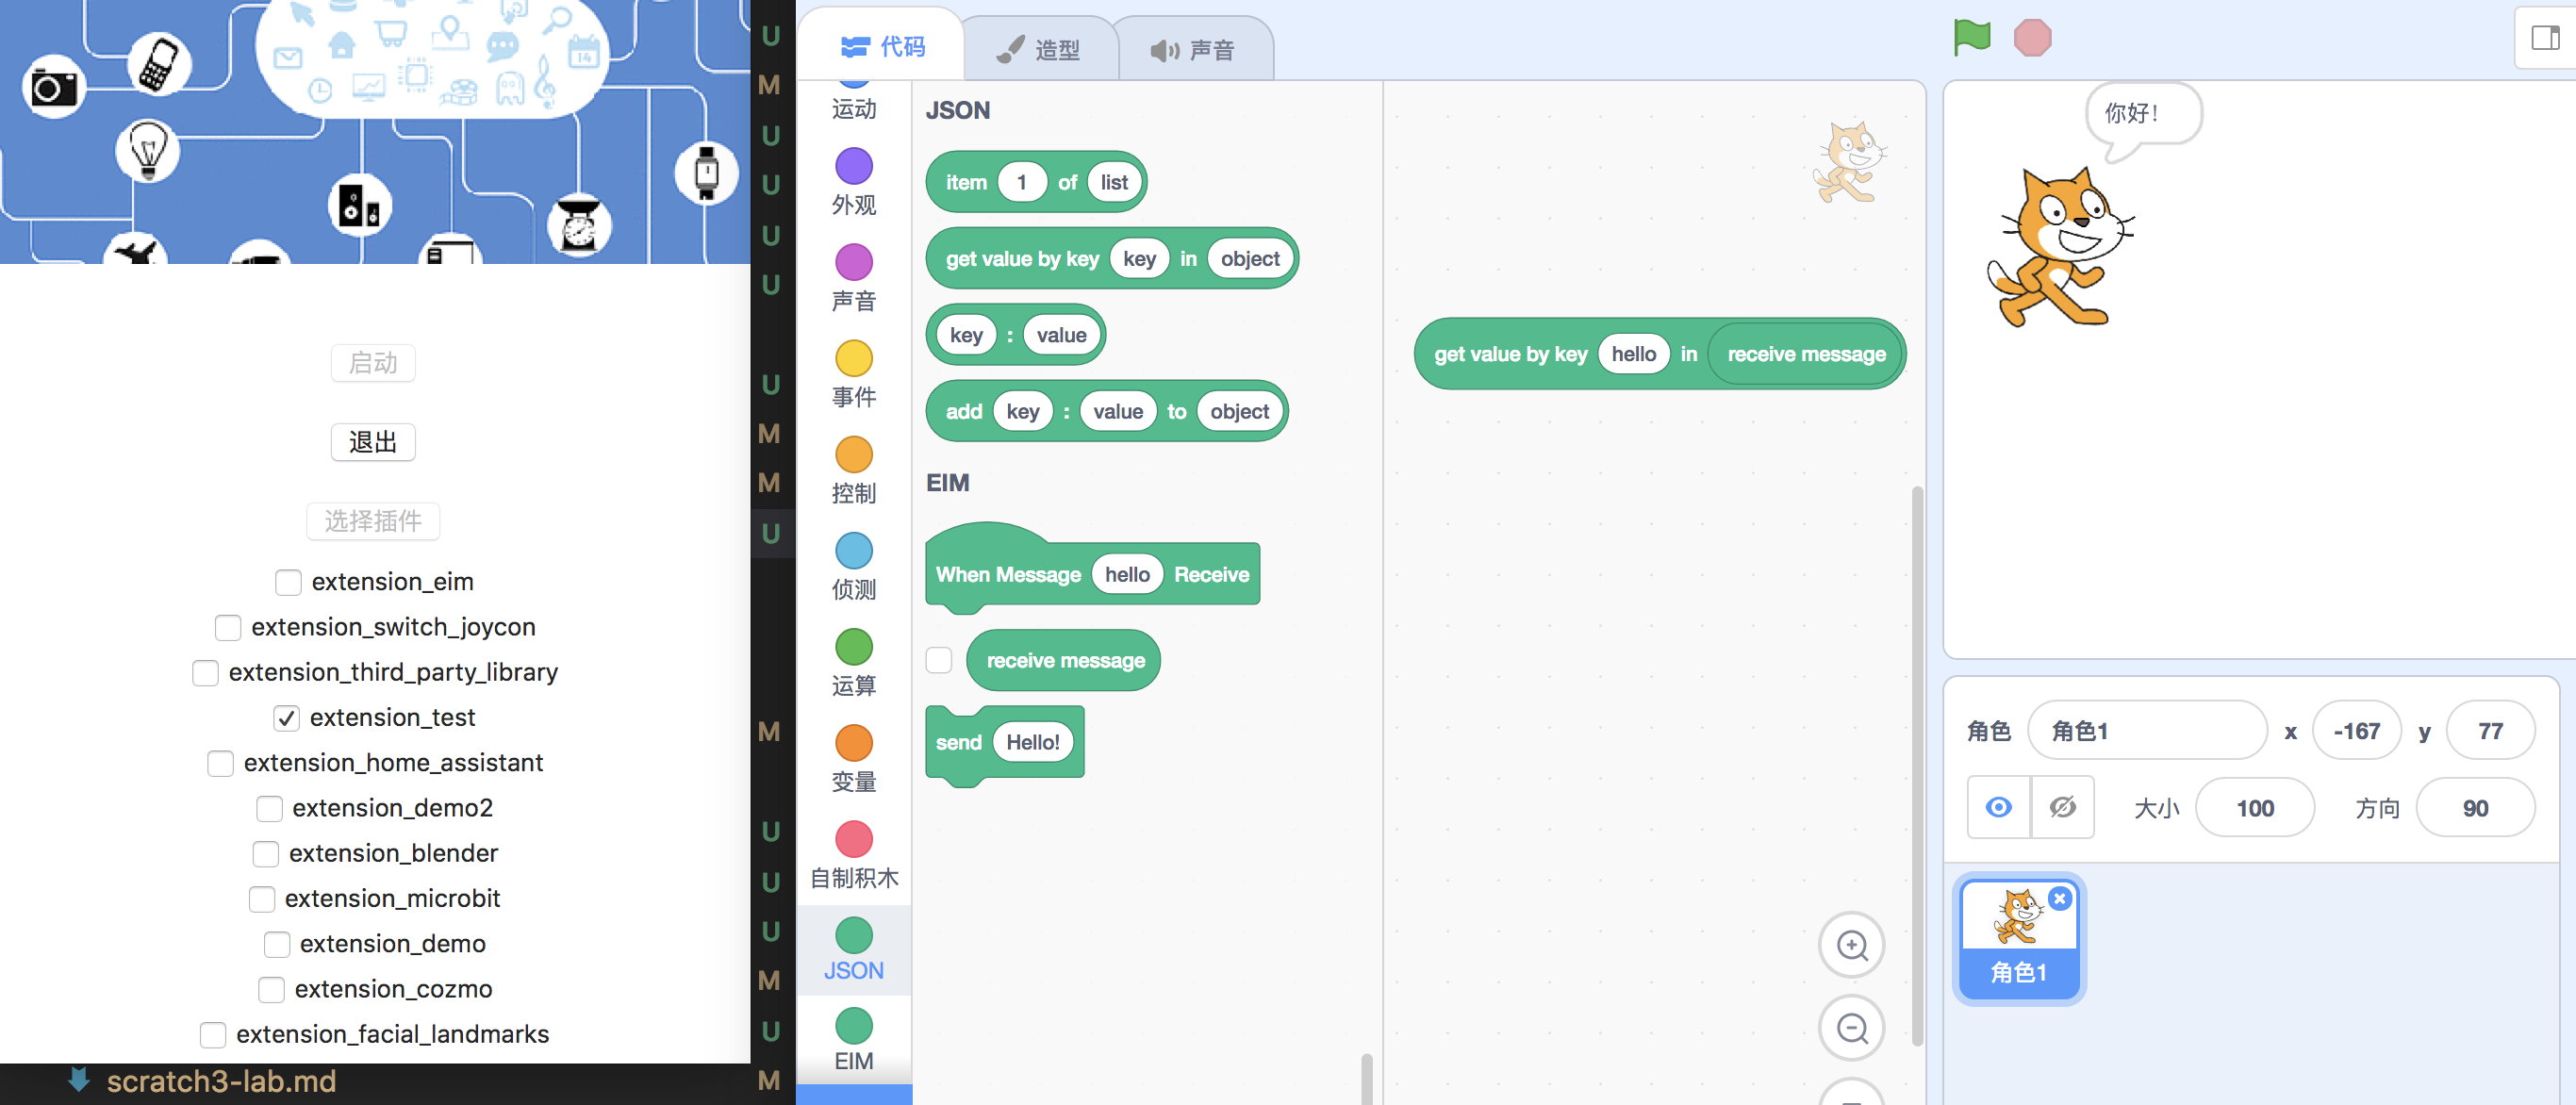 14
启动
退出
选择插件
extension_eim
extension_switch_joycon
extension_third_party_library
extension_test
extension_home_assistant
extension_demo2
extension_blender
extension_microbit
extension_demo
extension_cozmo
extension_facial_landmarks
scratch3-lab.md
U
M
U
U
U
U
U
M
M
U
M
U
U
U
M
U
M
代码
造型
声音
运动
外观
声音
事件
控制
侦测
运算
变量
自制积木
JSON
EIM
JSON
item 1 of list
get value by key key in object
key : value
add key : value to object
EIM
When Message hello Receive
receive message
send Hello!
get value by key hello in receive message
你好!
角色 角色1 x -167 y 77
大小 100 方向 90
角色1